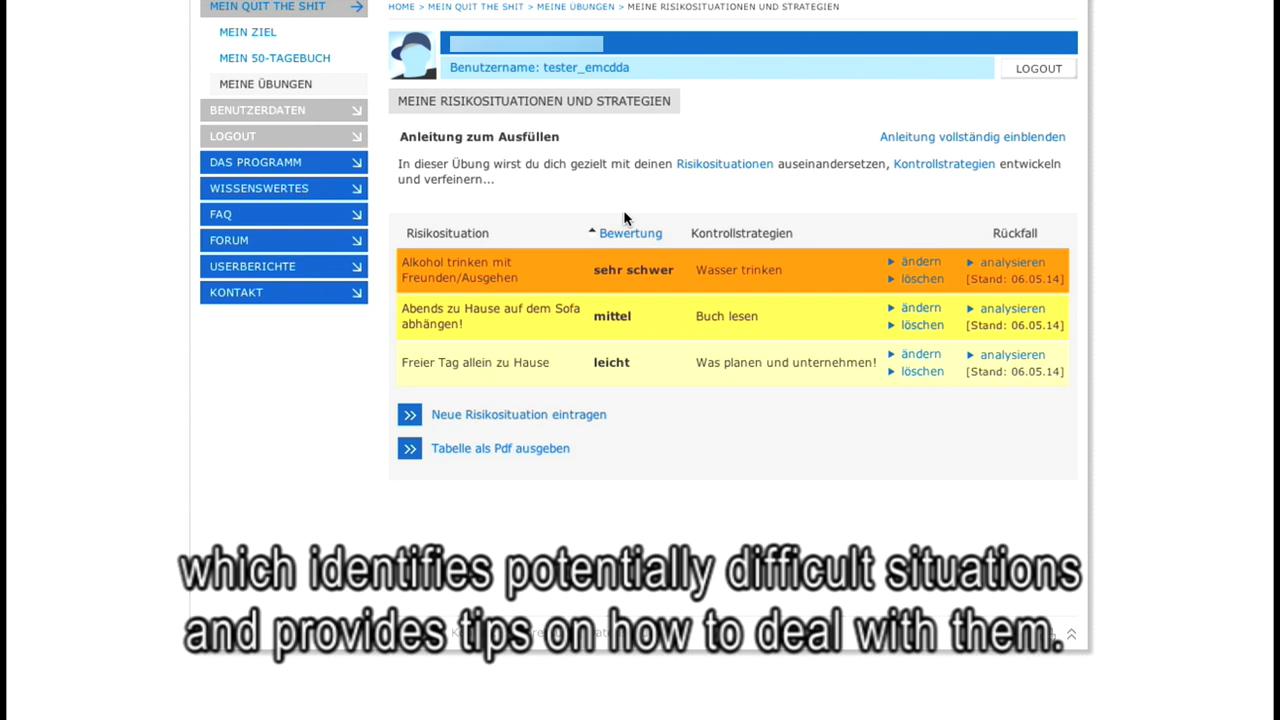 MEIN QUIT THE SHIT
HOME > MEIN QUIT THE SHIT > MEINE ÜBUNGEN > MEINE RISIKOSITUATIONEN UND STRATEGIEN
MEIN ZIEL
MEIN 50-TAGEBUCH
MEINE ÜBUNGEN
BENUTZERDATEN
LOGOUT
DAS PROGRAMM
WISSENSWERTES
FAQ
FORUM
USERBERICHTE
KONTAKT
Benutzername: tester_emcdda
LOGOUT
MEINE RISIKOSITUATIONEN UND STRATEGIEN
Anleitung zum Ausfüllen
Anleitung vollständig einblenden
In dieser Übung wirst du dich gezielt mit deinen Risikosituationen auseinandersetzen, Kontrollstrategien entwickeln
und verfeinern...
Risikosituation Bewertung Kontrollstrategien Rückfall
Alkohol trinken mit
Freunden/Ausgehen
sehr schwer
Wasser trinken
ändern
löschen
analysieren
[Stand: 06.05.14]
Abends zu Hause auf dem Sofa
abhängen!
mittel
Buch lesen
ändern
löschen
analysieren
[Stand: 06.05.14]
Freier Tag allein zu Hause
leicht
Was planen und unternehmen!
ändern
löschen
analysieren
[Stand: 06.05.14]
Neue Risikosituation eintragen
Tabelle als Pdf ausgeben
which identifies potentially difficult situations
and provides tips on how to deal with them.